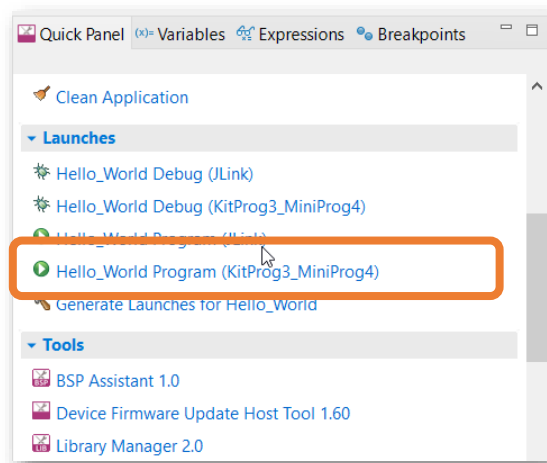 Quick Panel (x)= Variables Expressions Breakpoints
Clean Application
Launches
Hello_World Debug (JLink)
Hello_World Debug (KitProg3_MiniProg4)
Hello_World Program (JLink)
Hello_World Program (KitProg3_MiniProg4)
Generate Launches for Hello_World
Tools
BSP BSP Assistant 1.0
Device Firmware Update Host Tool 1.60
LIB Library Manager 2.0